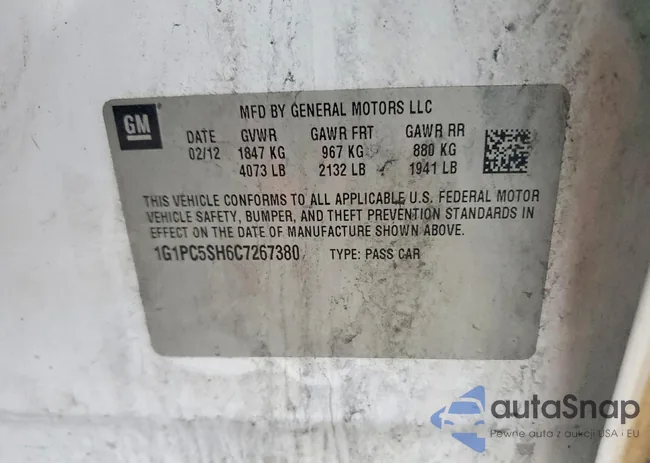 GM
MFD BY GENERAL MOTORS LLC
DATE GVWR GAWR FRT GAWR RR
02/12 1847 KG 967 KG 880 KG
4073 LB 2132 LB 1941 LB
THIS VEHICLE CONFORMS TO ALL APPLICABLE U.S. FEDERAL MOTOR
VEHICLE SAFETY, BUMPER, AND THEFT PREVENTION STANDARDS IN
EFFECT ON THE DATE OF MANUFACTURE SHOWN ABOVE.
1G1PC5SH6C7267380 TYPE: PASS CAR
autaSnap
Pewne auta z aukcji USA i EU